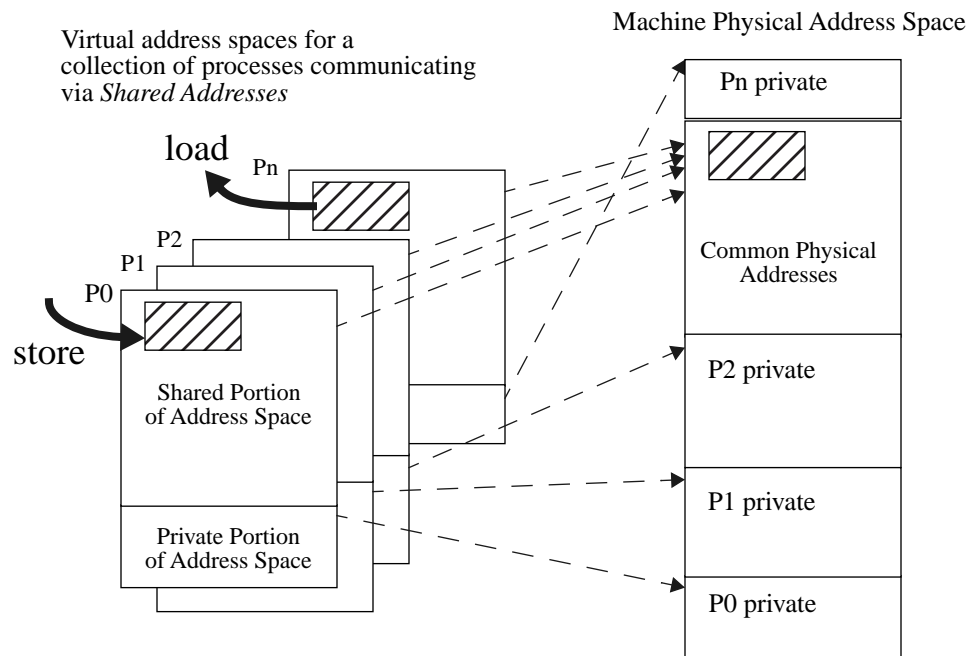 Machine Physical Address Space
Virtual address spaces for a
collection of processes communicating
via Shared Addresses
Pn private
load
Pn
P2
P1
P0
store
Common Physical
Addresses
Shared Portion
of Address Space
P2 private
P1 private
Private Portion
of Address Space
P0 private